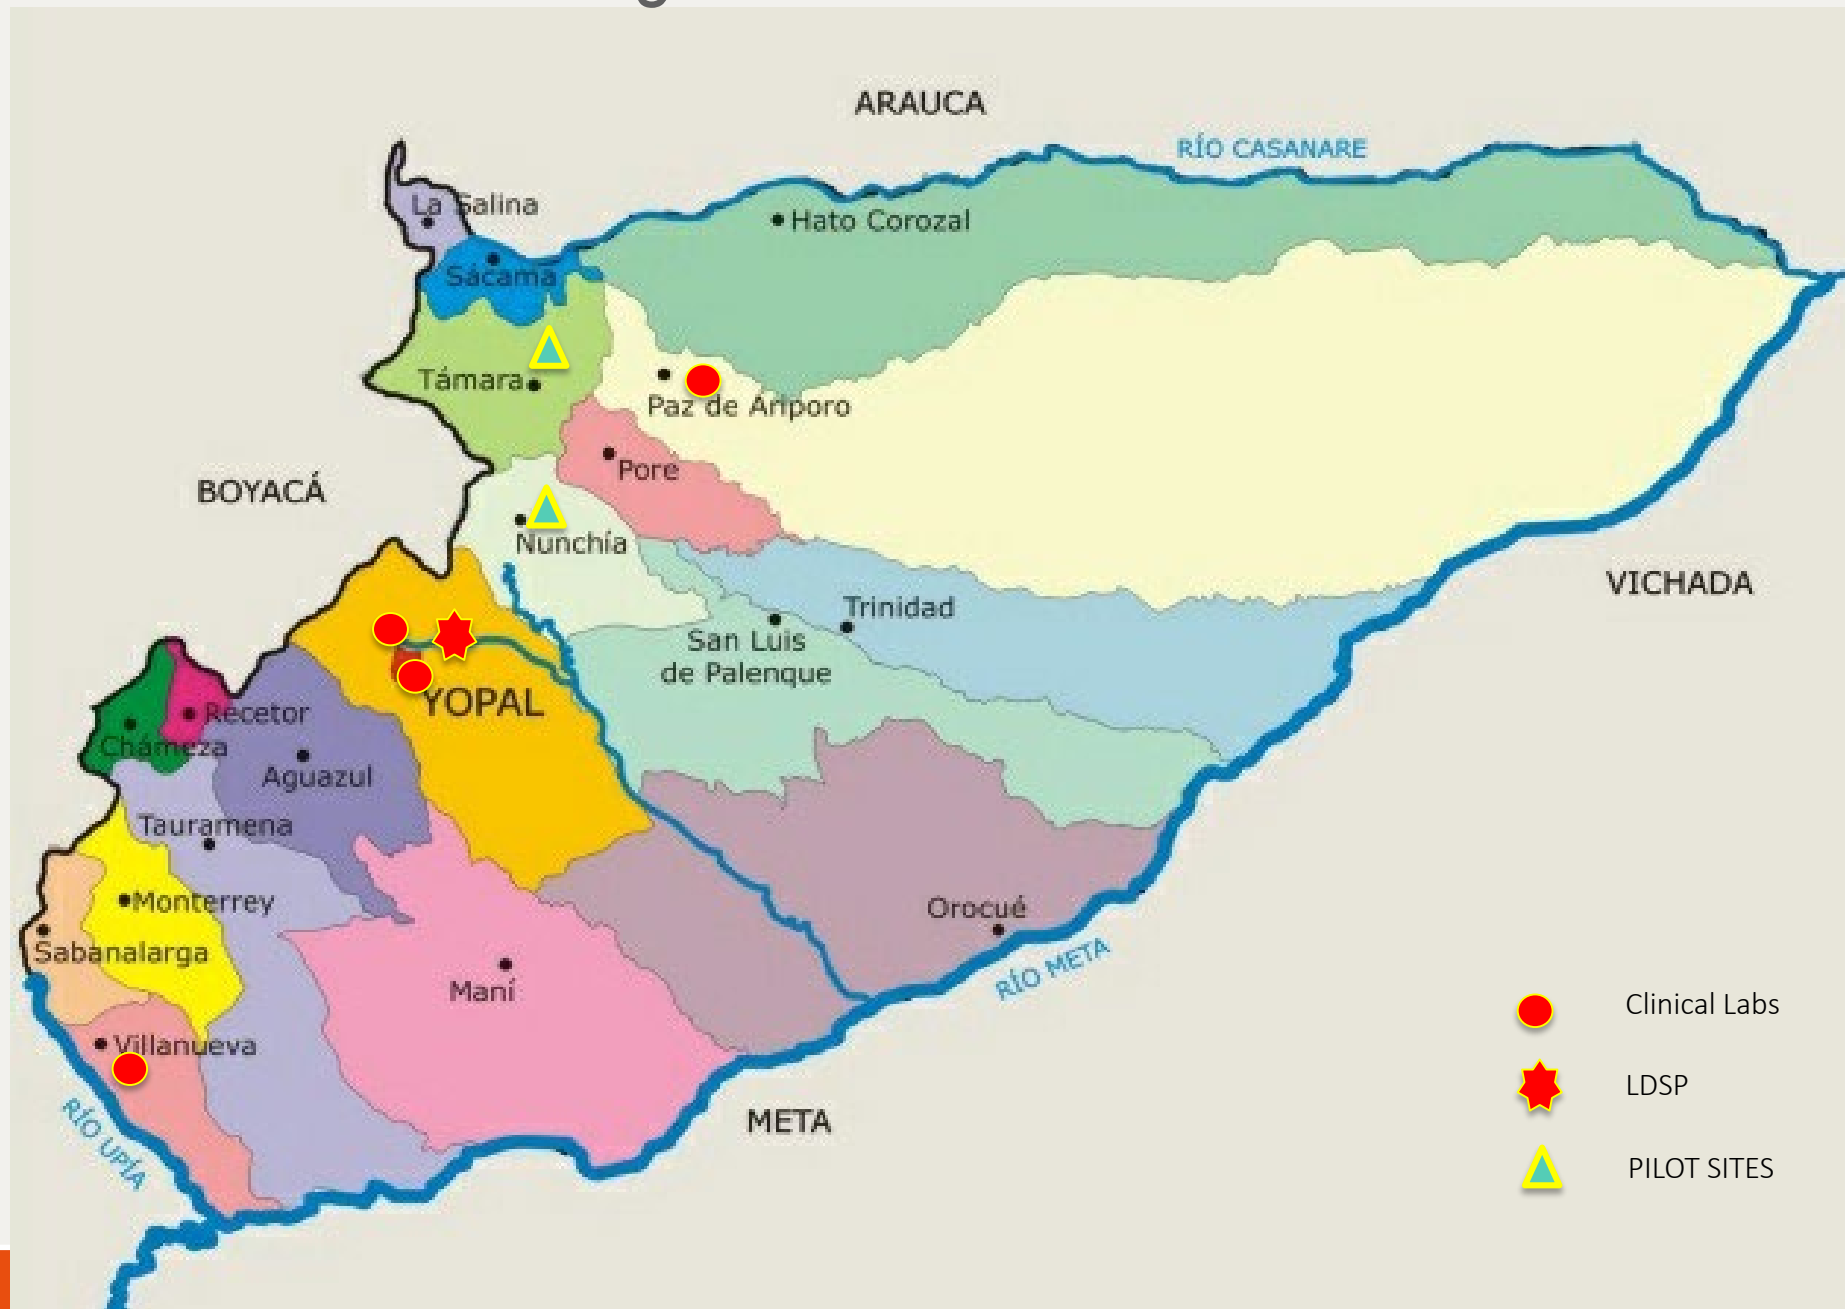 ARAUCA
RÍO CASANARE
La Salina
Hato Corozal
Sácama
Támara
Paz de Áriporo
Pore
BOYACÁ
Nunchía
VICHADA
Trinidad
San Luis
de Palenque
YOPAL
Recetor
Chámeza
Aguazul
Tauramena
Monterrey
Orocué
Sabanalarga
RÍO META
Maní
Clinical Labs
Villanueva
LDSP
RÍO UPÍA
META
PILOT SITES